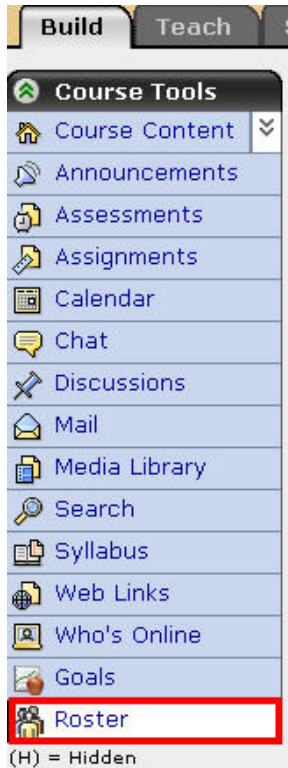 Build Teach
Course Tools
Course Content
Announcements
Assessments
Assignments
Calendar
Chat
Discussions
Mail
Media Library
Search
Syllabus
Web Links
Who's Online
Goals
Roster
(H) = Hidden